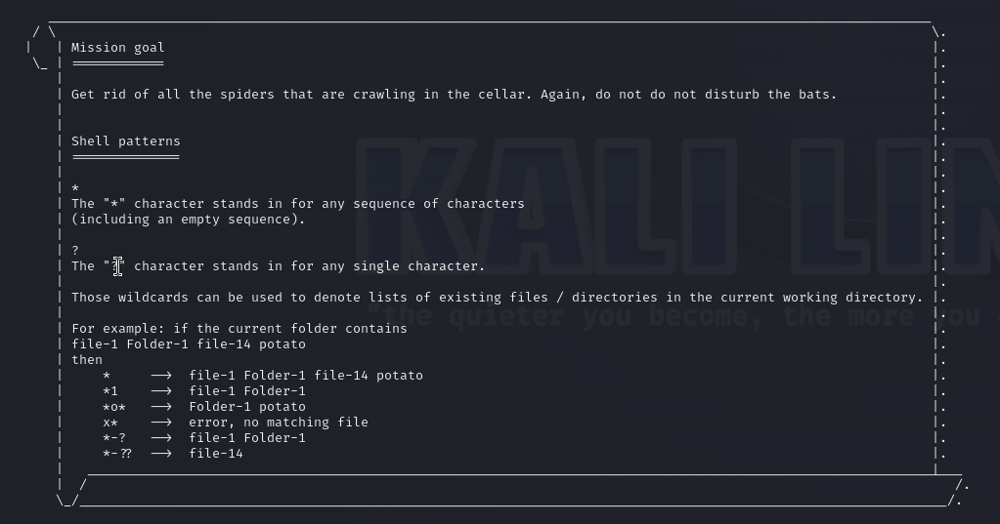 Mission goal
============
Get rid of all the spiders that are crawling in the cellar. Again, do not do not disturb the bats.
Shell patterns
==============
*
The "*" character stands in for any sequence of characters
(including an empty sequence).
?
The "?" character stands in for any single character.
Those wildcards can be used to denote lists of existing files / directories in the current working directory.
For example: if the current folder contains
file-1 Folder-1 file-14 potato
then
* --> file-1 Folder-1 file-14 potato
*1 --> file-1 Folder-1
*o* --> Folder-1 potato
x* --> error, no matching file
*-? --> file-1 Folder-1
*-?? --> file-14
KALI LIN
"the quieter you become, the more you